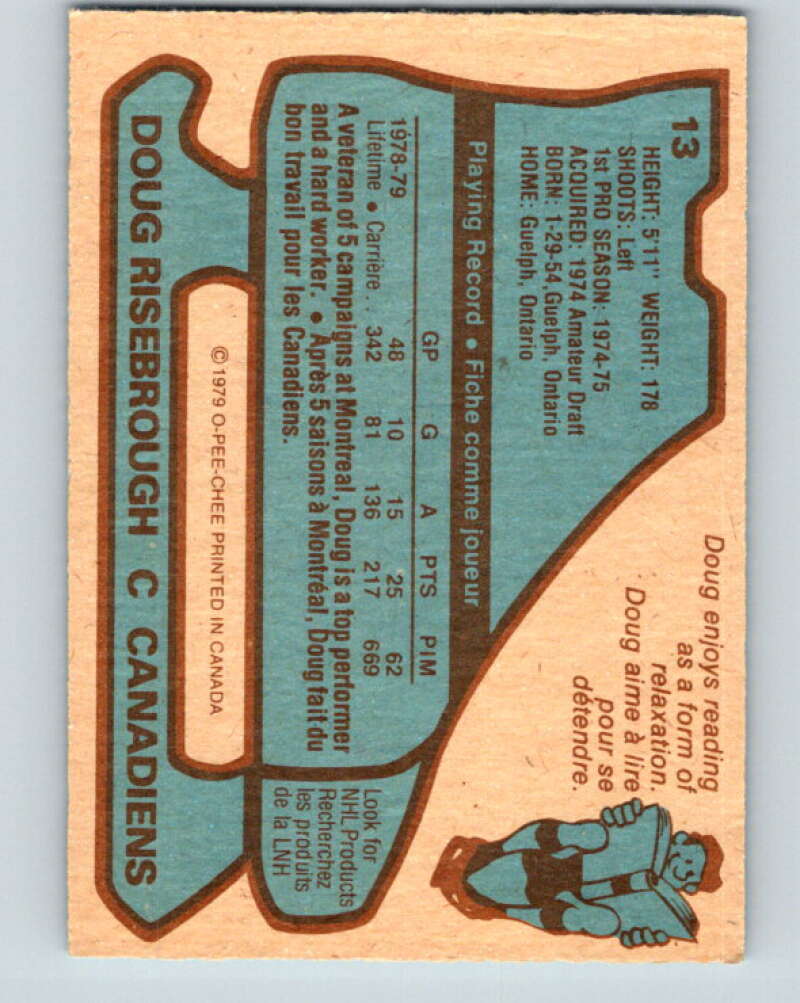 13
HEIGHT: 5'11" WEIGHT: 178
SHOOTS: Left
1st PRO SEASON: 1974-75
ACQUIRED: 1974 Amateur Draft
BORN: 1-29-54, Guelph, Ontario
HOME: Guelph, Ontario
Doug enjoys reading
as a form of
relaxation.
Doug aime à lire
pour se
détendre.
Playing Record • Fiche comme joueur
GP G A PTS PIM
1978-79 48 10 15 25 62
Lifetime • Carrière . . 342 81 136 217 669
A veteran of 5 campaigns at Montreal, Doug is a top performer
and a hard worker. • Après 5 saisons à Montréal, Doug fait du
bon travail pour les Canadiens.
Look for
NHL Products
Recherchez
les produits
de la LNH
© 1979 O-PEE-CHEE PRINTED IN CANADA
DOUG RISEBROUGH C CANADIENS